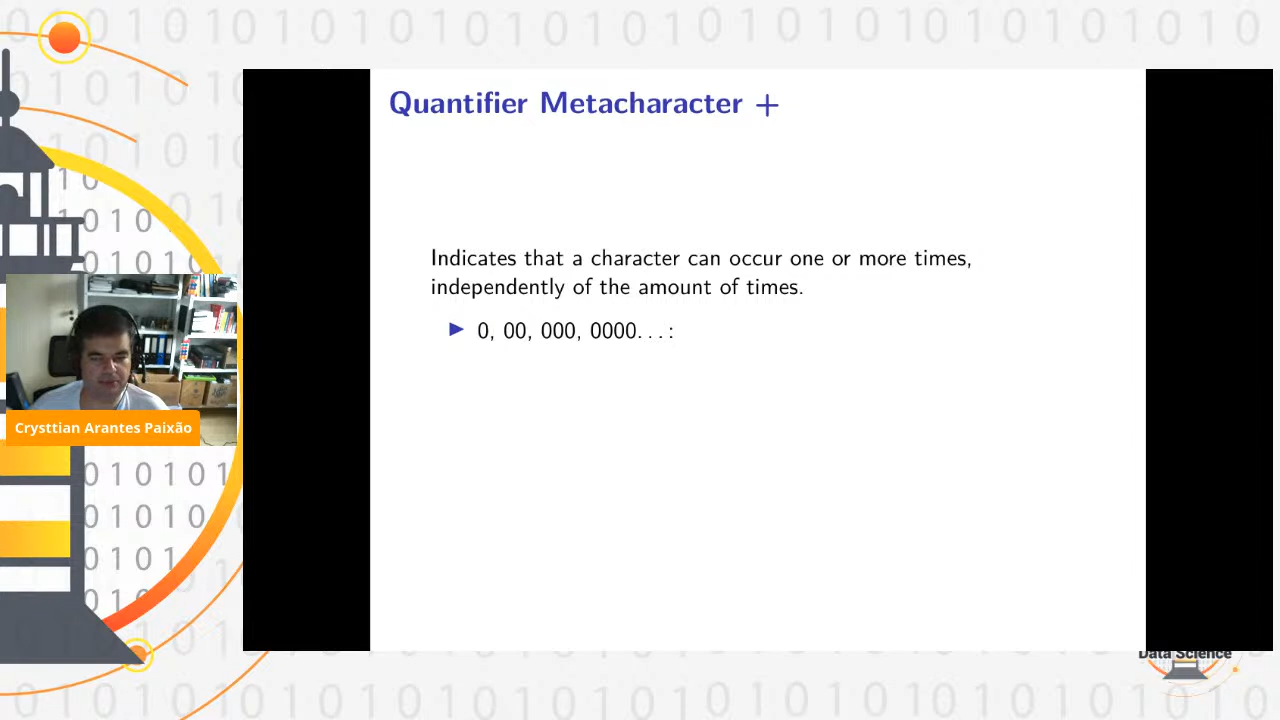 Quantifier Metacharacter +
Indicates that a character can occur one or more times,
independently of the amount of times.
▶ 0, 00, 000, 0000. . . :
Crysttian Arantes Paixão
Data Science